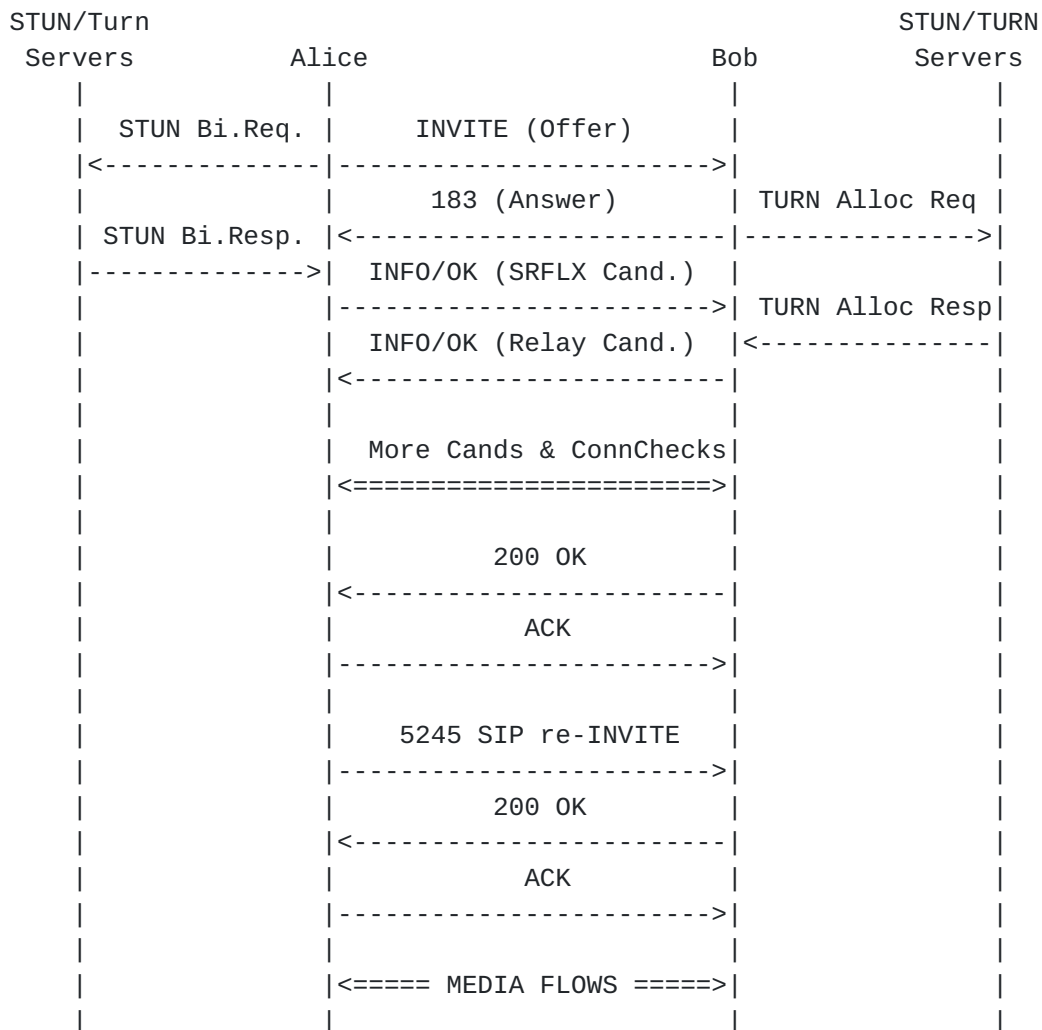 STUN/Turn STUN/TURN
Servers Alice Bob Servers
STUN Bi.Req. INVITE (Offer)
183 (Answer) TURN Alloc Req
STUN Bi.Resp.
INFO/OK (SRFLX Cand.)
TURN Alloc Resp
INFO/OK (Relay Cand.)
More Cands & ConnChecks
200 OK
ACK
5245 SIP re-INVITE
200 OK
ACK
MEDIA FLOWS